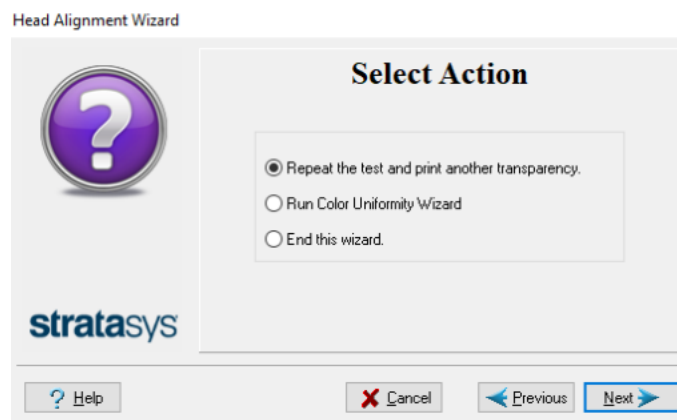 Head Alignment Wizard
Select Action
Repeat the test and print another transparency.
Run Color Uniformity Wizard
End this wizard.
stratasys
? Help
Cancel
Previous
Next